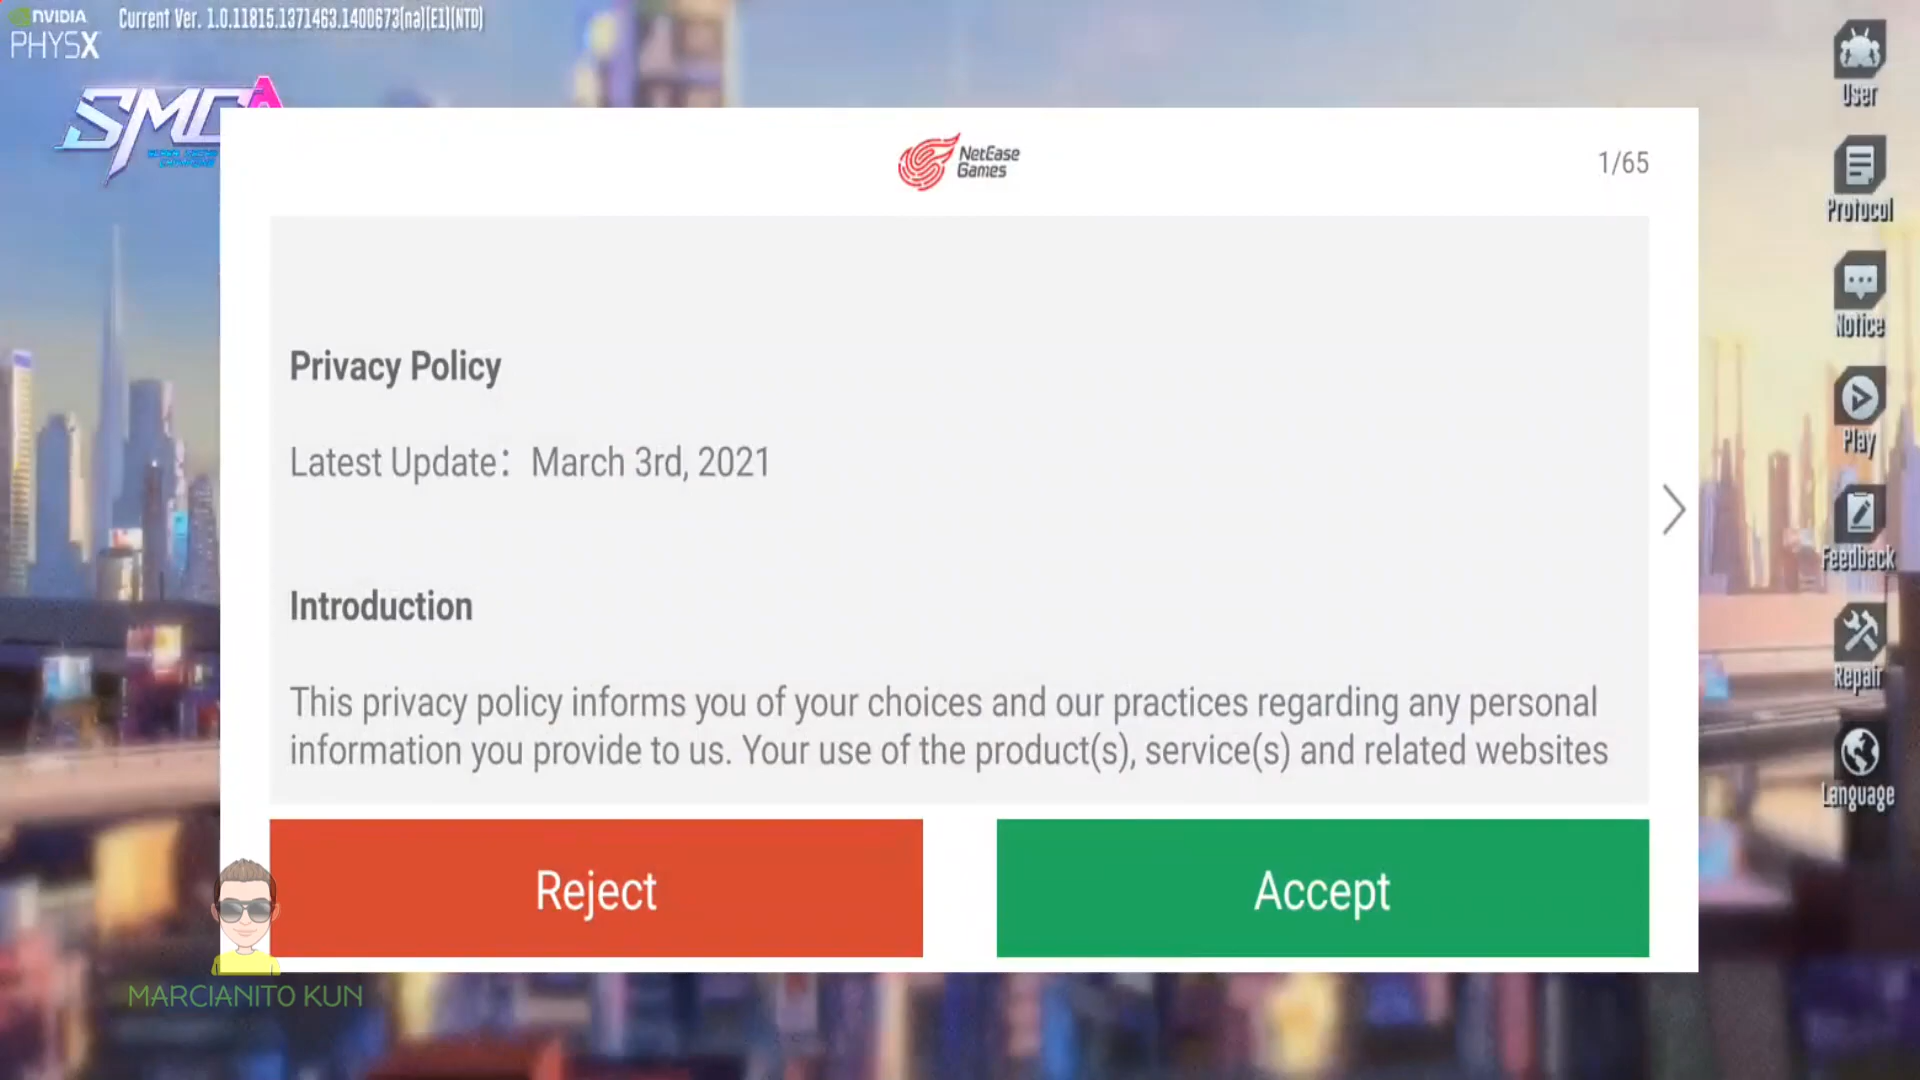 NVIDIA
PHYSX
Current Ver. 1.0.11815.1371463.1400673(na)(E1)(NTD)
SMC
NetEase
Games
1/65
Privacy Policy
Latest Update： March 3rd, 2021
Introduction
This privacy policy informs you of your choices and our practices regarding any personal
information you provide to us. Your use of the product(s), service(s) and related websites
Reject
Accept
User
Protocol
Notice
Play
Feedback
Repair
Language
MARCIANITO KUN